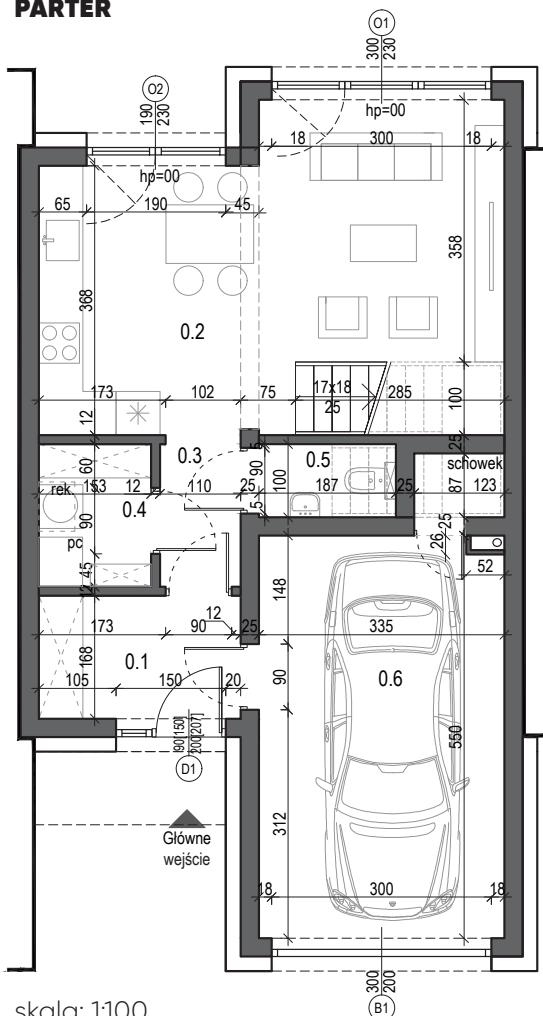 PARTER
O1
300
230
O2
190
230
hp=00
18 300 18
hp=00
65 190 45
358
368
0.2
173 102 75 17x18 285
25
100
12
0.3
5
0.5
25
schowek
60
90
100
rek.
153 12 110 25 187 25 87 123
0.4
90
5
pc
26 25
45
52
12
148
12
173 90 25 335
168
0.1
0.6
105 150 20
90
550
90[150]
200[207]
D1
Główne
wejście
312
18 300 18
300
200
B1
skala: 1:100